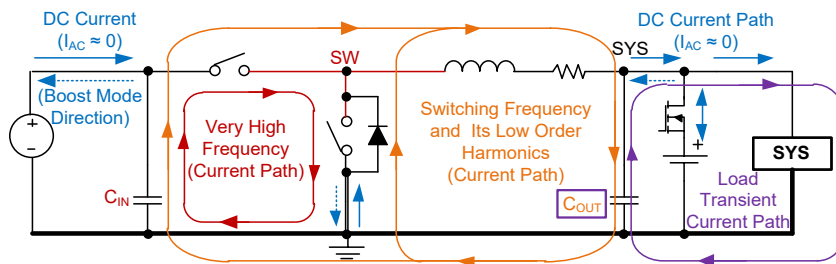 DC Current
(I_AC ≈ 0)
(Boost Mode
Direction)
+
−
C_IN
Very High
Frequency
(Current Path)
SW
Switching Frequency
and Its Low Order
Harmonics
(Current Path)
SYS
C_OUT
DC Current Path
(I_AC ≈ 0)
+
SYS
Load
Transient
Current Path